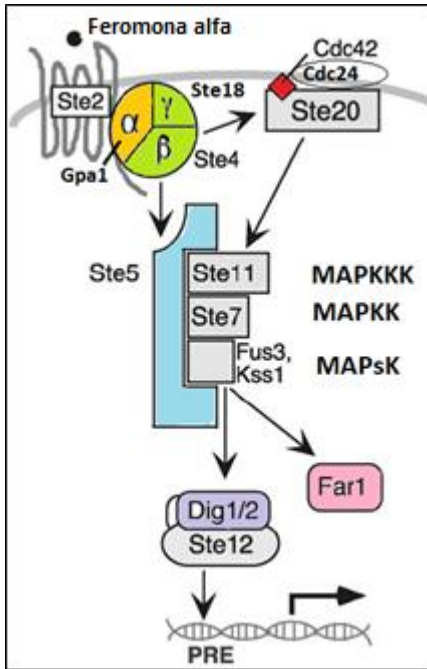 Feromona alfa
Cdc42
Cdc24
Ste2
Ste18
γ
α
β
Ste20
Gpa1
Ste4
Ste5
Ste11
MAPKKK
Ste7
MAPKK
Fus3,
Kss1
MAPsK
Far1
Dig1/2
Ste12
PRE